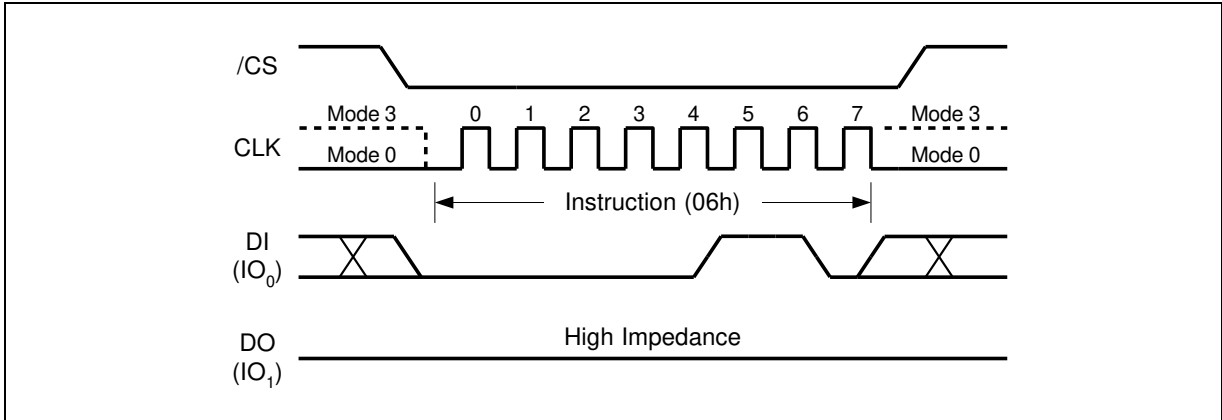 /CS
Mode 3 0 1 2 3 4 5 6 7 Mode 3
CLK
Mode 0 Mode 0
Instruction (06h)
DI
(IO0)
High Impedance
DO
(IO1)